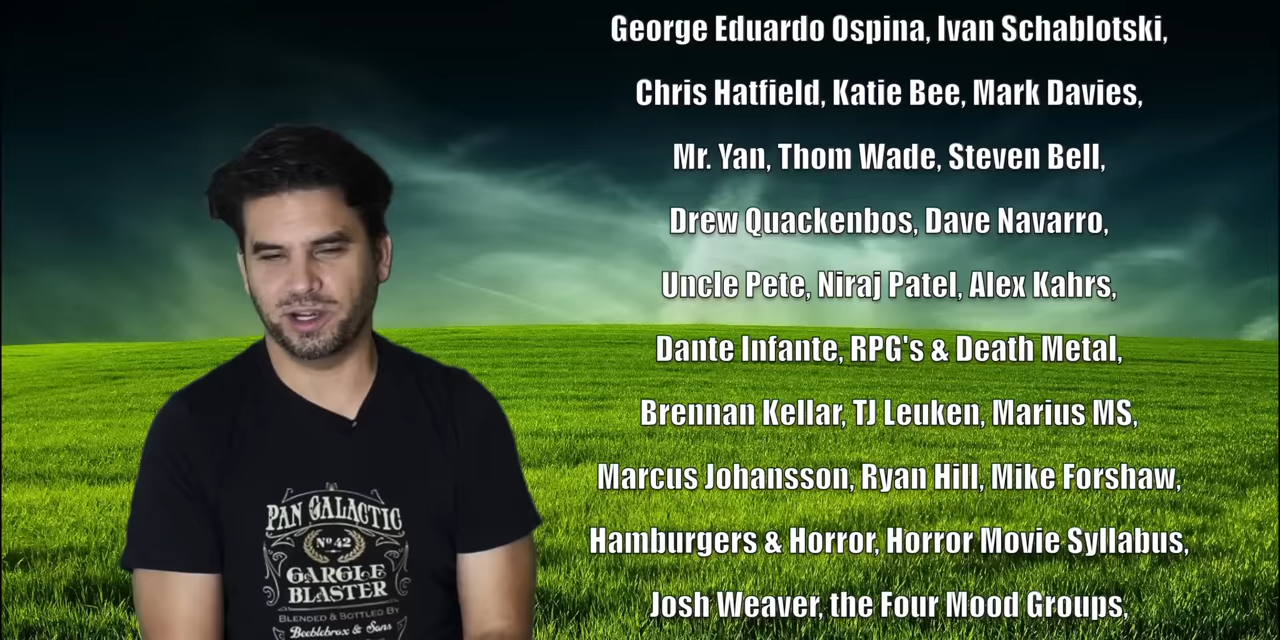 George Eduardo Ospina, Ivan Schablotski,
Chris Hatfield, Katie Bee, Mark Davies,
Mr. Yan, Thom Wade, Steven Bell,
Drew Quackenbos, Dave Navarro,
Uncle Pete, Niraj Patel, Alex Kahrs,
Dante Infante, RPG's & Death Metal,
Brennan Kellar, TJ Leuken, Marius MS,
Marcus Johansson, Ryan Hill, Mike Forshaw,
Hamburgers & Horror, Horror Movie Syllabus,
Josh Weaver, the Four Mood Groups,
PAN GALACTIC
No 42
GARGLE
BLASTER
BLENDED & BOTTLED BY
Beeblebrox & Sons